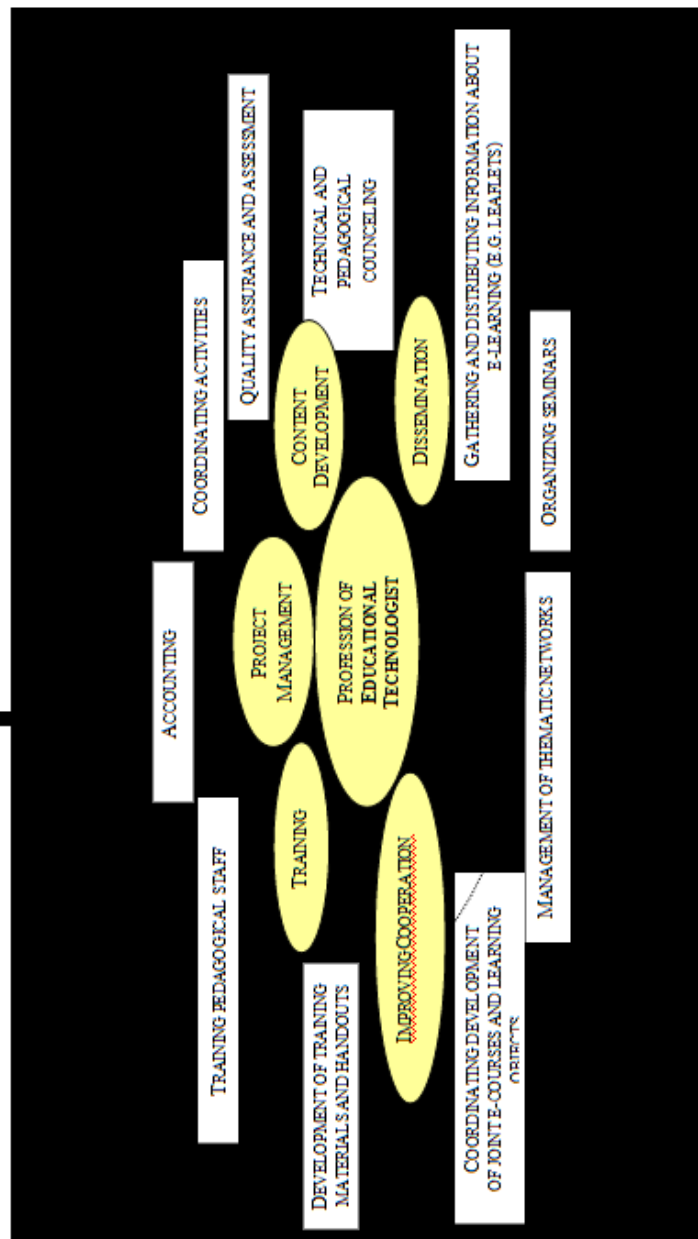 ACCOUNTING
COORDINATING ACTIVITIES
TRAINING PEDAGOGICAL STAFF
QUALITY ASSURANCE AND ASSESSMENT
PROJECT
MANAGEMENT
TRAINING
CONTENT
DEVELOPMENT
DEVELOPMENT OF TRAINING
MATERIALS AND HANDOUTS
TECHNICAL AND
PEDAGOGICAL
COUNCELING
PROFESSION OF
EDUCATIONAL
TECHNOLOGIST
IMPROVING COOPERATION
DISSEMINATION
COORDINATING DEVELOPMENT
OF JOINT E-COURSES AND LEARNING
OBJECTS
GATHERING AND DISTRIBUTING INFORMATION ABOUT
E-LEARNING (E.G. LEAFLETS)
MANAGEMENT OF THEMATIC NETWORKS
ORGANIZING SEMINARS